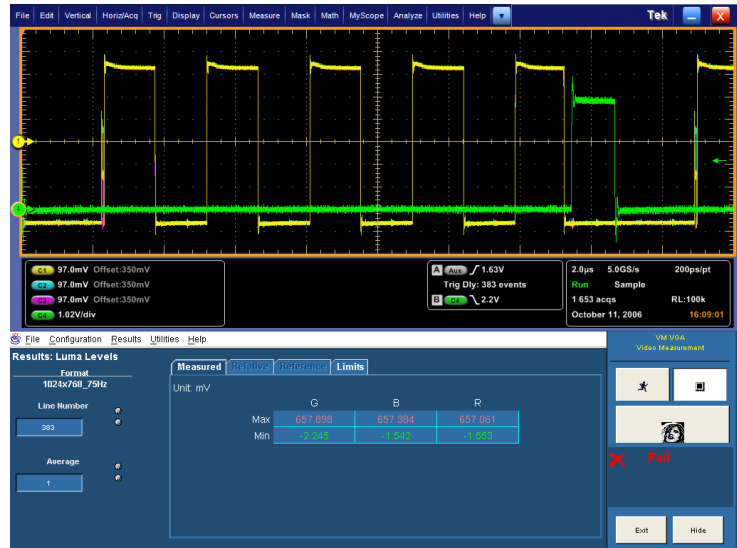 File Edit Vertical Horiz/Acq Trig Display Cursors Measure Mask Math MyScope Analyze Utilities Help Tek X
1
4
C1 97.0mV Offset:350mV
C2 97.0mV Offset:350mV
C3 97.0mV Offset:350mV
C4 1.02V/div
A Aux 1.63V
Trig Dly: 383 events
B C4 2.2V
2.0µs 5.0GS/s 200ps/pt
Run Sample
1 653 acqs RL:100k
October 11, 2006 16:09:01
File Configuration Results Utilities Help
VM VGA
Video Measurement
Results: Luma Levels
Format
1024x768_75Hz
Line Number
383
Average
1
Measured Relative Reference Limits
Unit: mV
G B R
Max 657.898 657.384 657.061
Min -2.245 -1.542 -1.553
Fail
Exit Hide